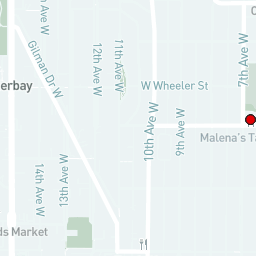 Gilman Dr W
12th Ave W
11th Ave W
7th Ave W
W Wheeler St
erbay
10th Ave W
9th Ave W
Malena's Ta
14th Ave W
13th Ave W
ds Market